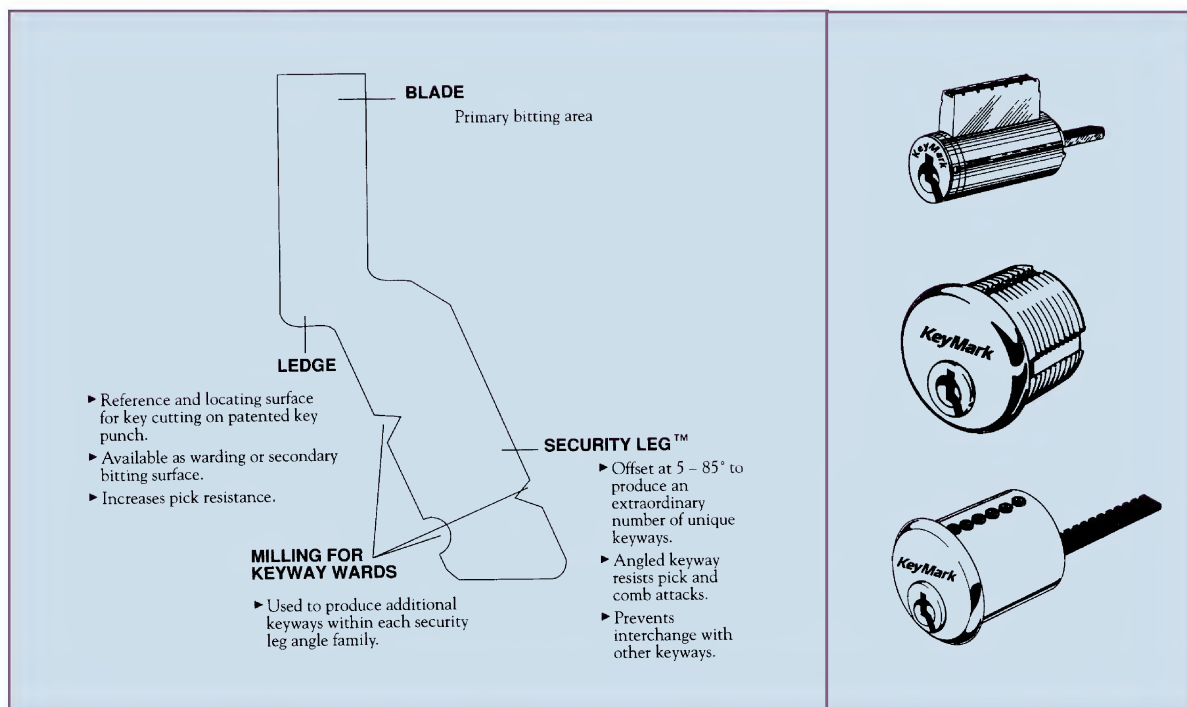 BLADE
Primary bitting area
LEDGE
► Reference and locating surface
for key cutting on patented key
punch.
► Available as warding or secondary
bitting surface.
► Increases pick resistance.
SECURITY LEG™
► Offset at 5 – 85° to
produce an
extraordinary
number of unique
keyways.
► Angled keyway
resists pick and
comb attacks.
► Prevents
interchange with
other keyways.
MILLING FOR
KEYWAY WARDS
► Used to produce additional
keyways within each security
leg angle family.
KeyMark
KeyMark
KeyMark